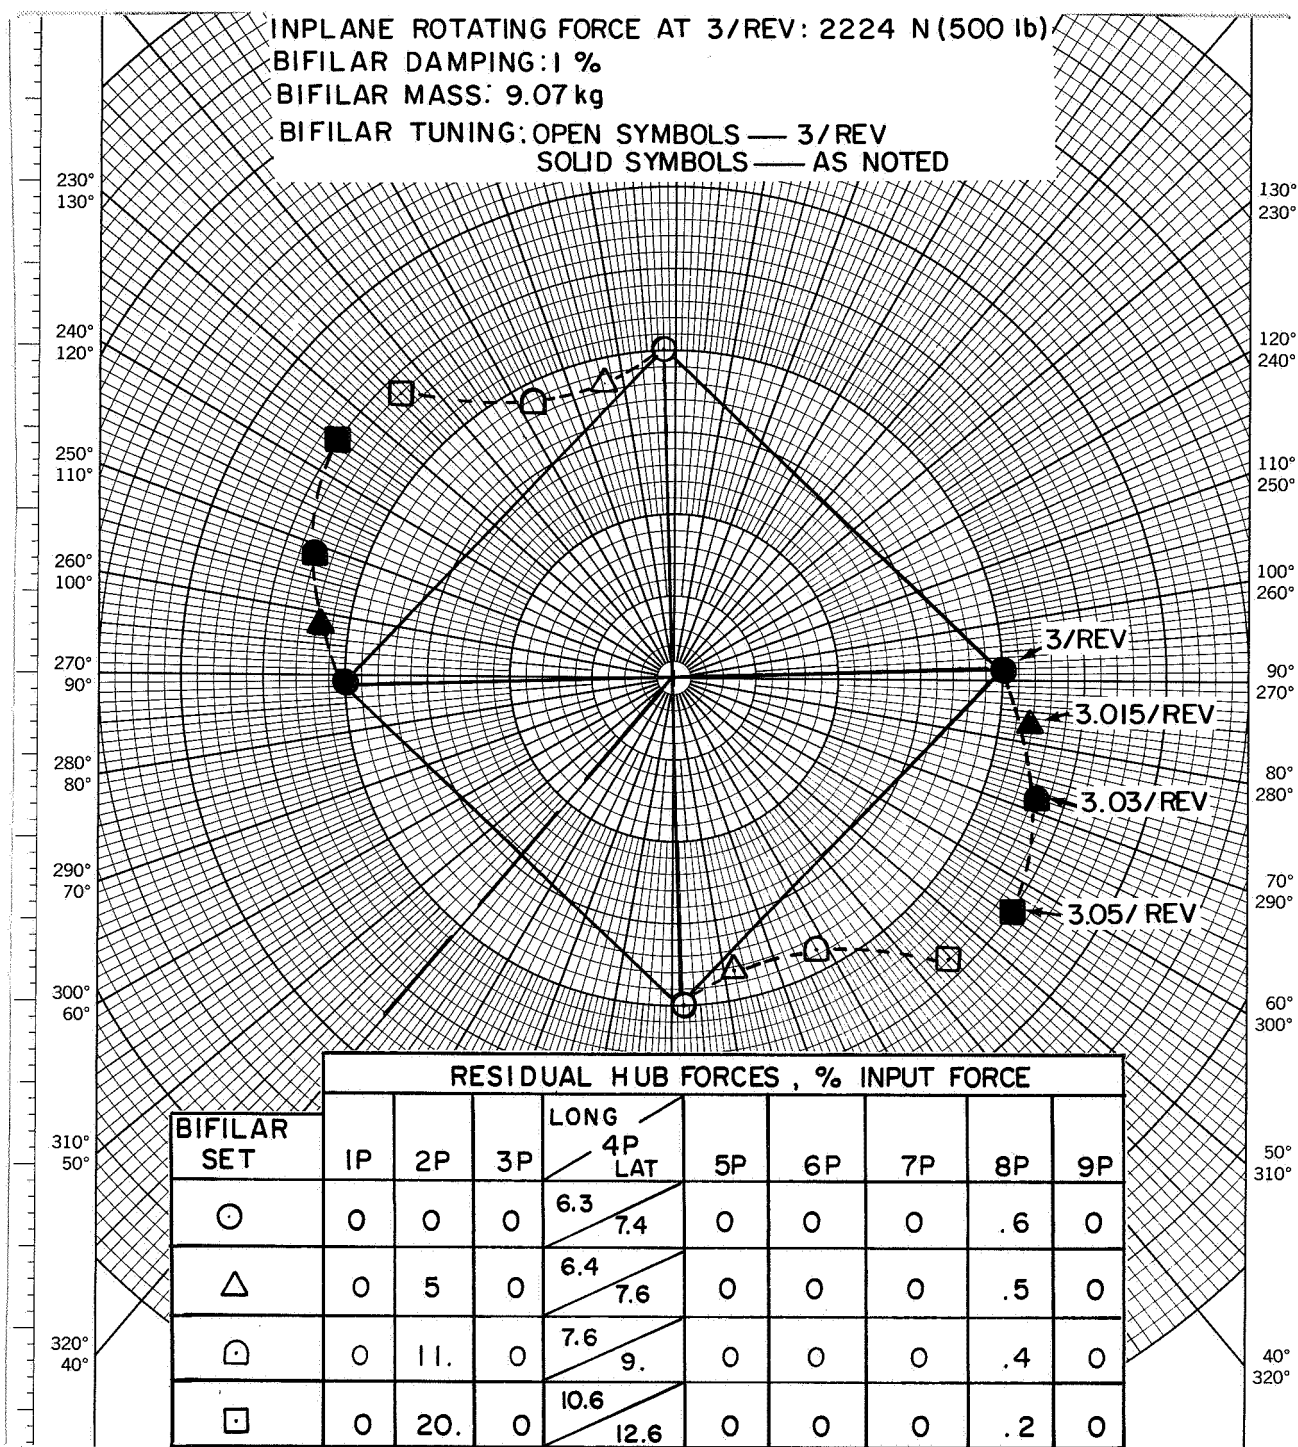 INPLANE ROTATING FORCE AT 3/REV: 2224 N (500 lb)
BIFILAR DAMPING: 1 %
BIFILAR MASS: 9.07 kg
BIFILAR TUNING: OPEN SYMBOLS — 3/REV
SOLID SYMBOLS — AS NOTED
230° 130°
130° 230°
240° 120°
120° 240°
250° 110°
110° 250°
260° 100°
100° 260°
3/REV
270° 90°
90° 270°
3.015/REV
280° 80°
80° 280°
3.03/REV
290° 70°
70° 290°
3.05/REV
300° 60°
60° 300°
RESIDUAL HUB FORCES , % INPUT FORCE
BIFILAR SET 1P 2P 3P LONG 4P LAT 5P 6P 7P 8P 9P
310° 50°
50° 310°
0 0 0 6.3 7.4 0 0 0 .6 0
0 5 0 6.4 7.6 0 0 0 .5 0
320° 40°
40° 320°
0 11. 0 7.6 9. 0 0 0 .4 0
0 20. 0 10.6 12.6 0 0 0 .2 0